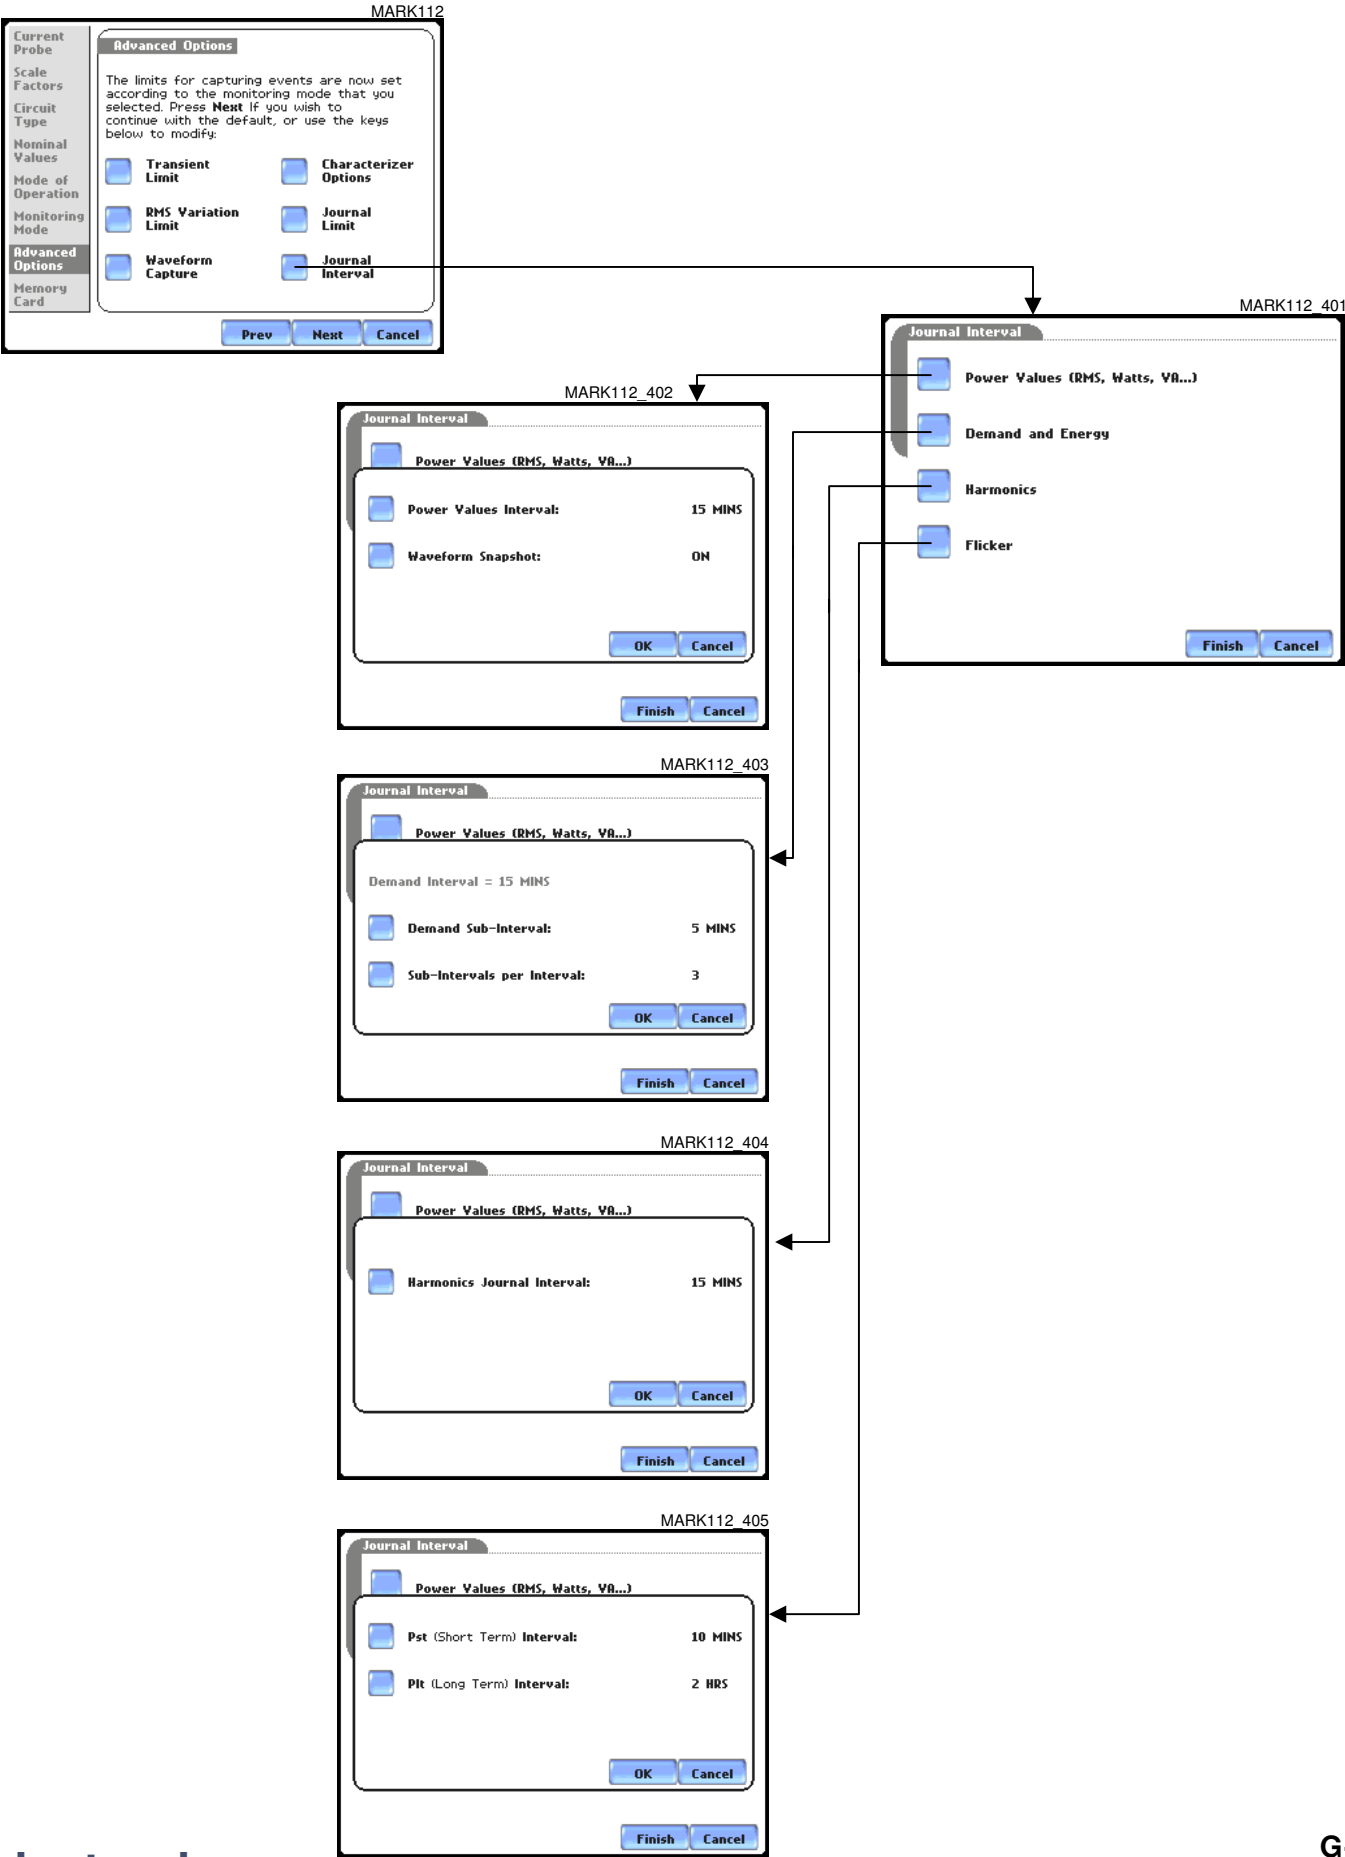 MARK112
Current
Probe
Scale
Factors
Circuit
Type
Nominal
Values
Mode of
Operation
Monitoring
Mode
Advanced
Options
Memory
Card
Advanced Options
The limits for capturing events are now set
according to the monitoring mode that you
selected. Press Next If you wish to
continue with the default, or use the keys
below to modify:
Transient
Limit
Characterizer
Options
RMS Variation
Limit
Journal
Limit
Waveform
Capture
Journal
Interval
Prev Next Cancel
MARK112_401
Journal Interval
Power Values (RMS, Watts, VA...)
Demand and Energy
Harmonics
Flicker
Finish Cancel
MARK112_402
Journal Interval
Power Values (RMS, Watts, VA...)
Power Values Interval: 15 MINS
Waveform Snapshot: ON
OK Cancel
Finish Cancel
MARK112_403
Journal Interval
Power Values (RMS, Watts, VA...)
Demand Interval = 15 MINS
Demand Sub-Interval: 5 MINS
Sub-Intervals per Interval: 3
OK Cancel
Finish Cancel
MARK112_404
Journal Interval
Power Values (RMS, Watts, VA...)
Harmonics Journal Interval: 15 MINS
OK Cancel
Finish Cancel
MARK112_405
Journal Interval
Power Values (RMS, Watts, VA...)
Pst (Short Term) Interval: 10 MINS
Plt (Long Term) Interval: 2 HRS
OK Cancel
Finish Cancel